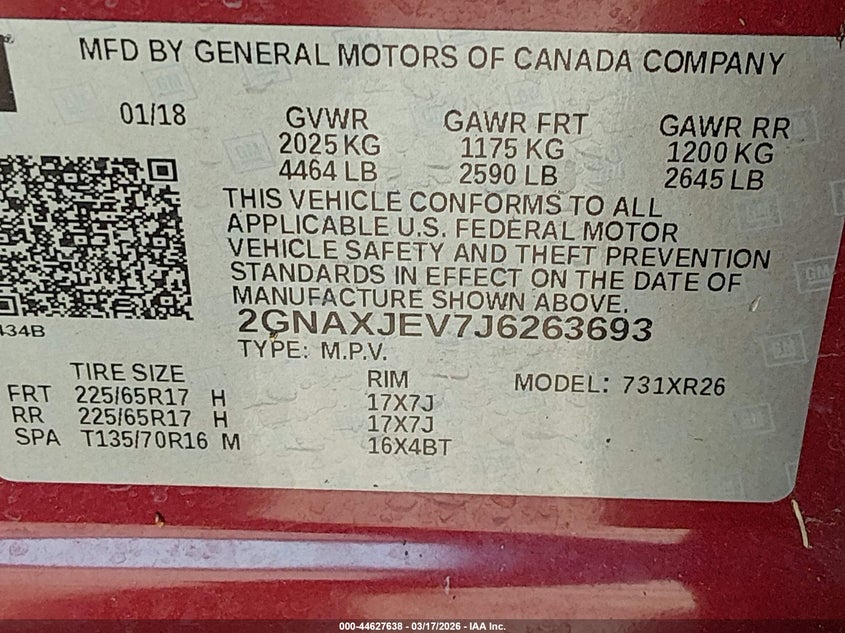 MFD BY GENERAL MOTORS OF CANADA COMPANY
01/18 GVWR GAWR FRT GAWR RR
2025 KG 1175 KG 1200 KG
4464 LB 2590 LB 2645 LB
THIS VEHICLE CONFORMS TO ALL
APPLICABLE U.S. FEDERAL MOTOR
VEHICLE SAFETY AND THEFT PREVENTION
STANDARDS IN EFFECT ON THE DATE OF
MANUFACTURE SHOWN ABOVE.
434B
2GNAXJEV7J6263693
TYPE: M.P.V.
TIRE SIZE RIM MODEL: 731XR26
FRT 225/65R17 H 17X7J
RR 225/65R17 H 17X7J
SPA T135/70R16 M 16X4BT
000-44627638 - 03/17/2026 - IAA Inc.